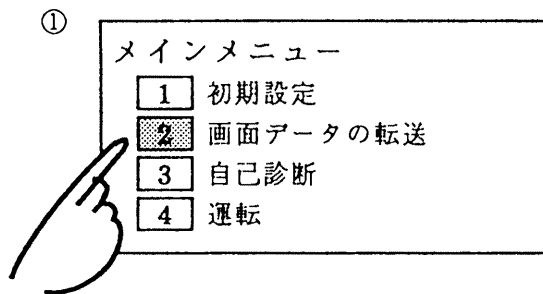 ①
メインメニュー
1 初期設定
2 画面データの転送
3 自己診断
4 運転